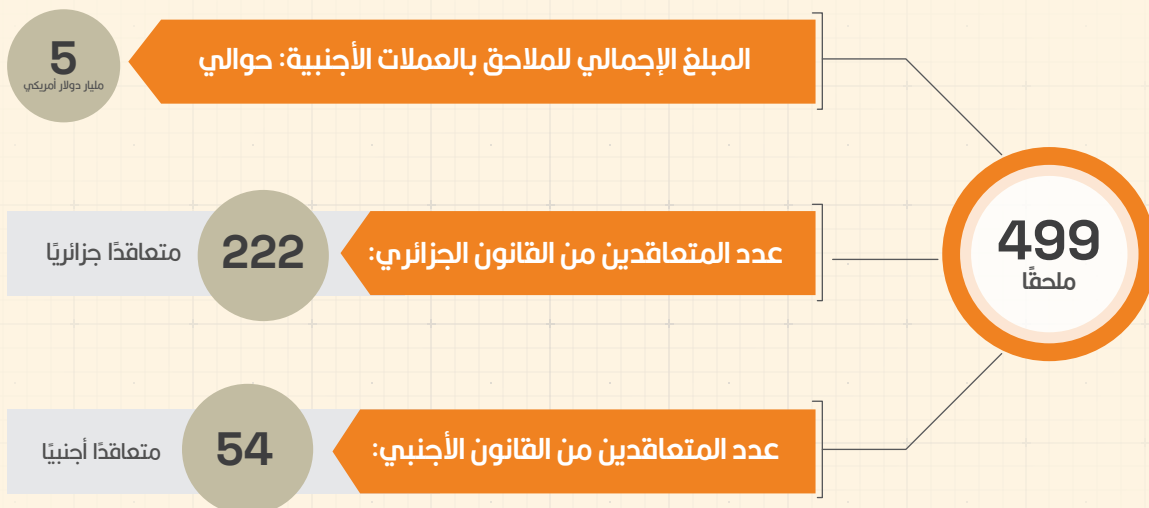 499
ملحقًا
المبلغ الإجمالي للملاحق بالعملات الأجنبية: حوالي
5
مليار دولار أمريكي
عدد المتعاقدين من القانون الجزائري:
222
متعاقدًا جزائريًا
عدد المتعاقدين من القانون الأجنبي:
54
متعاقدًا أجنبيًا